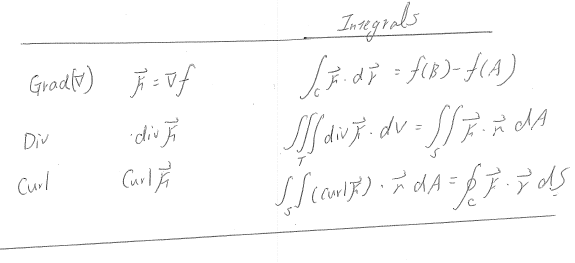 Integrals
Grad(∇) F⃗ = ∇f ∫_C F⃗ · dr⃗ = f(B) - f(A)
Div div F⃗ ∭_T div F⃗ · dv = ∬_S F⃗ · n⃗ dA
Curl Curl F⃗ ∬_S (Curl F⃗) · n⃗ dA = ∮_C F⃗ · r⃗ dS